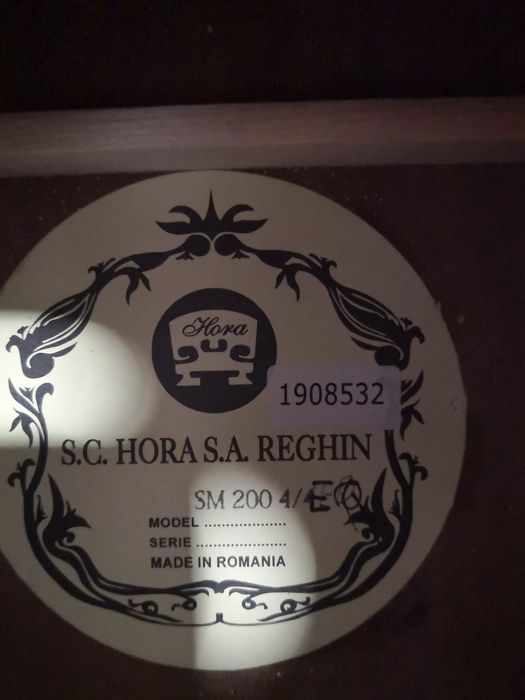 Hora
1908532
S.C. HORA S.A. REGHIN
SM 200 4/4 EQ
MODEL ....................
SERIE ......................
MADE IN ROMANIA